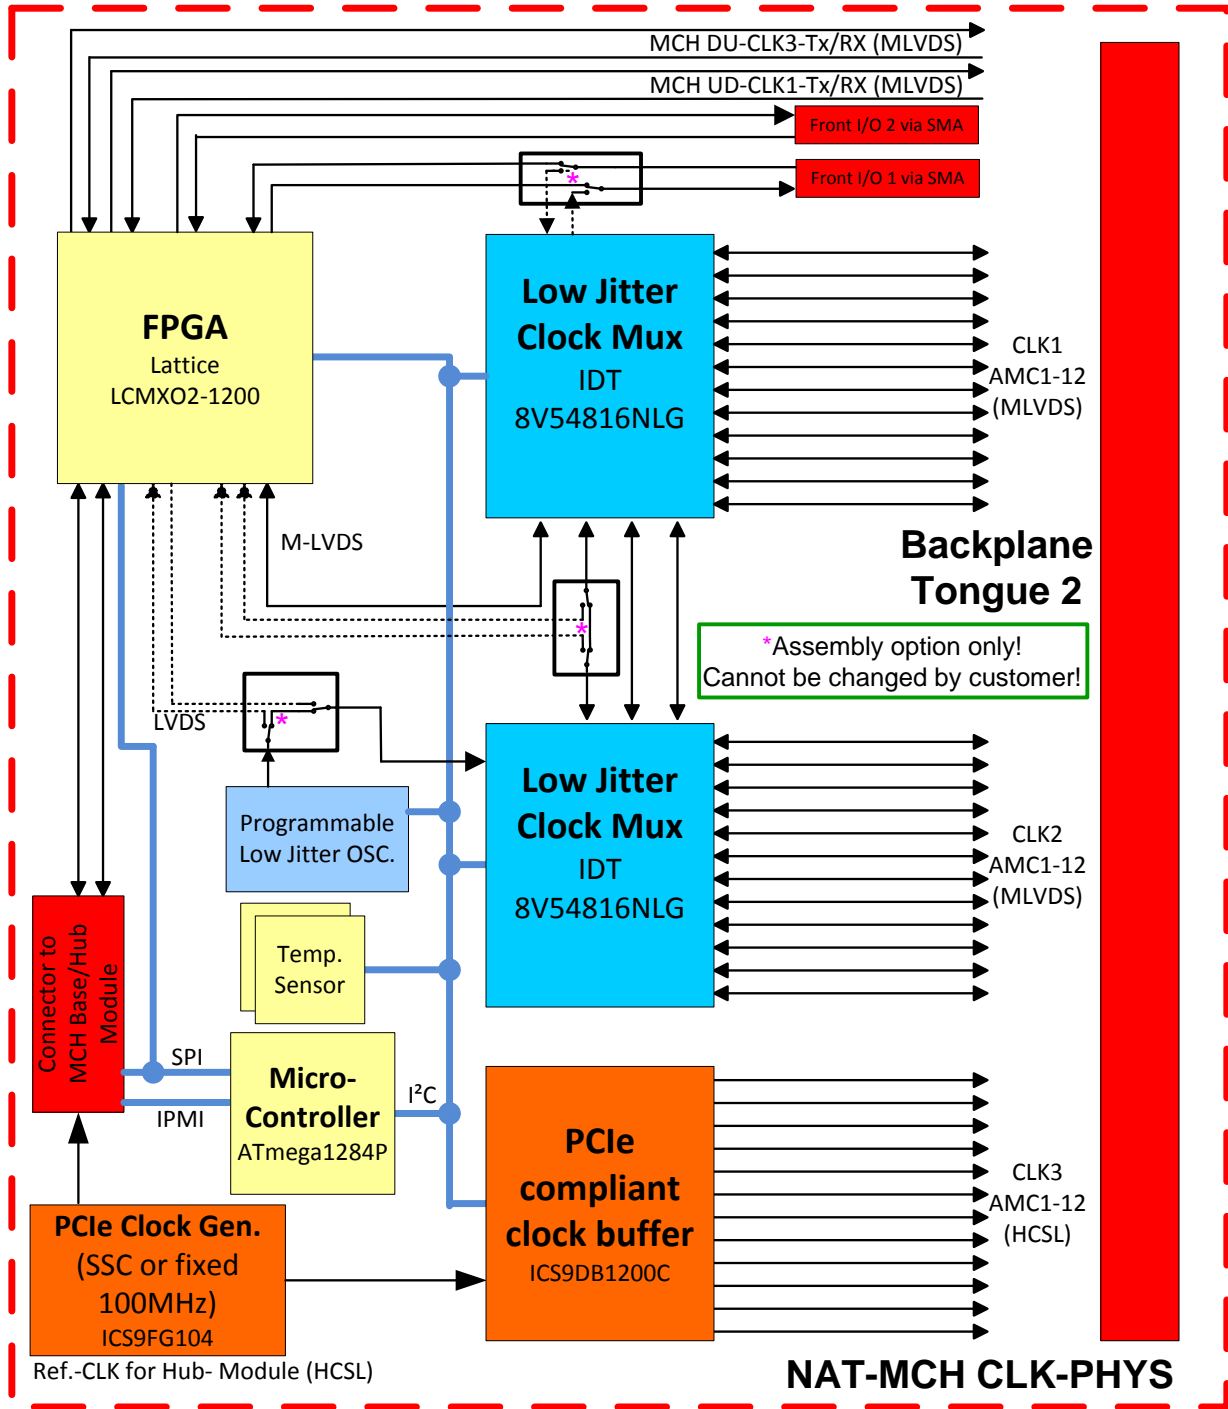 MCH DU-CLK3-Tx/RX (MLVDS)
MCH UD-CLK1-Tx/RX (MLVDS)
Front I/O 2 via SMA
*
Front I/O 1 via SMA
FPGA
Lattice
LCMXO2-1200
Low Jitter
Clock Mux
IDT
8V54816NLG
CLK1
AMC1-12
(MLVDS)
M-LVDS
Backplane
Tongue 2
*
*Assembly option only!
Cannot be changed by customer!
LVDS
*
Programmable
Low Jitter OSC.
Low Jitter
Clock Mux
IDT
8V54816NLG
CLK2
AMC1-12
(MLVDS)
Temp.
Sensor
Connector to
MCH Base/Hub
Module
SPI
IPMI
Micro-
Controller
ATmega1284P
I²C
PCIe
compliant
clock buffer
ICS9DB1200C
CLK3
AMC1-12
(HCSL)
PCIe Clock Gen.
(SSC or fixed
100MHz)
ICS9FG104
Ref.-CLK for Hub- Module (HCSL)
NAT-MCH CLK-PHYS